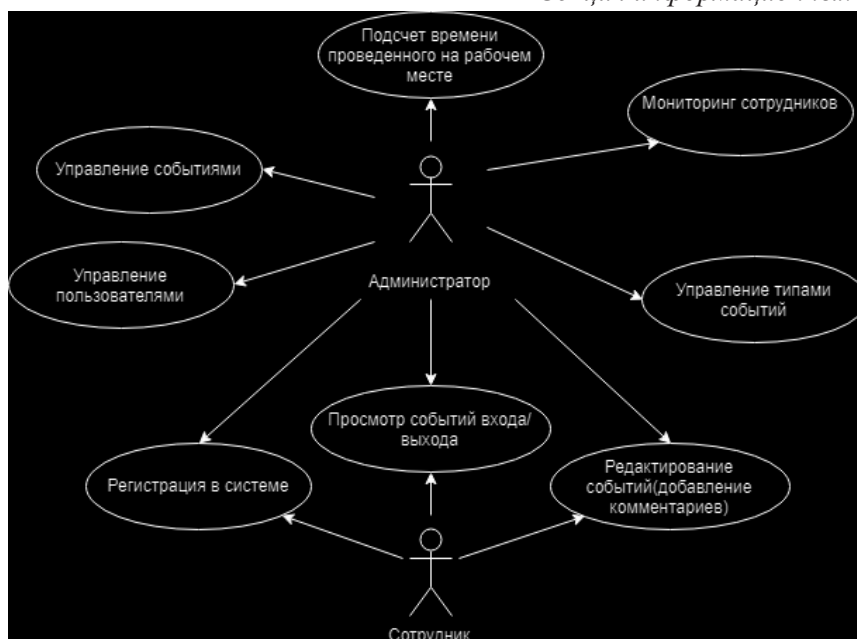 Подсчет времени
проведенного на рабочем
месте
Мониторинг сотрудников
Управление событиями
Управление
пользователями
Администратор
Управление типами
событий
Просмотр событий входа/
выхода
Регистрация в системе
Редактирование
событий(добавление
комментариев)
Сотрудник